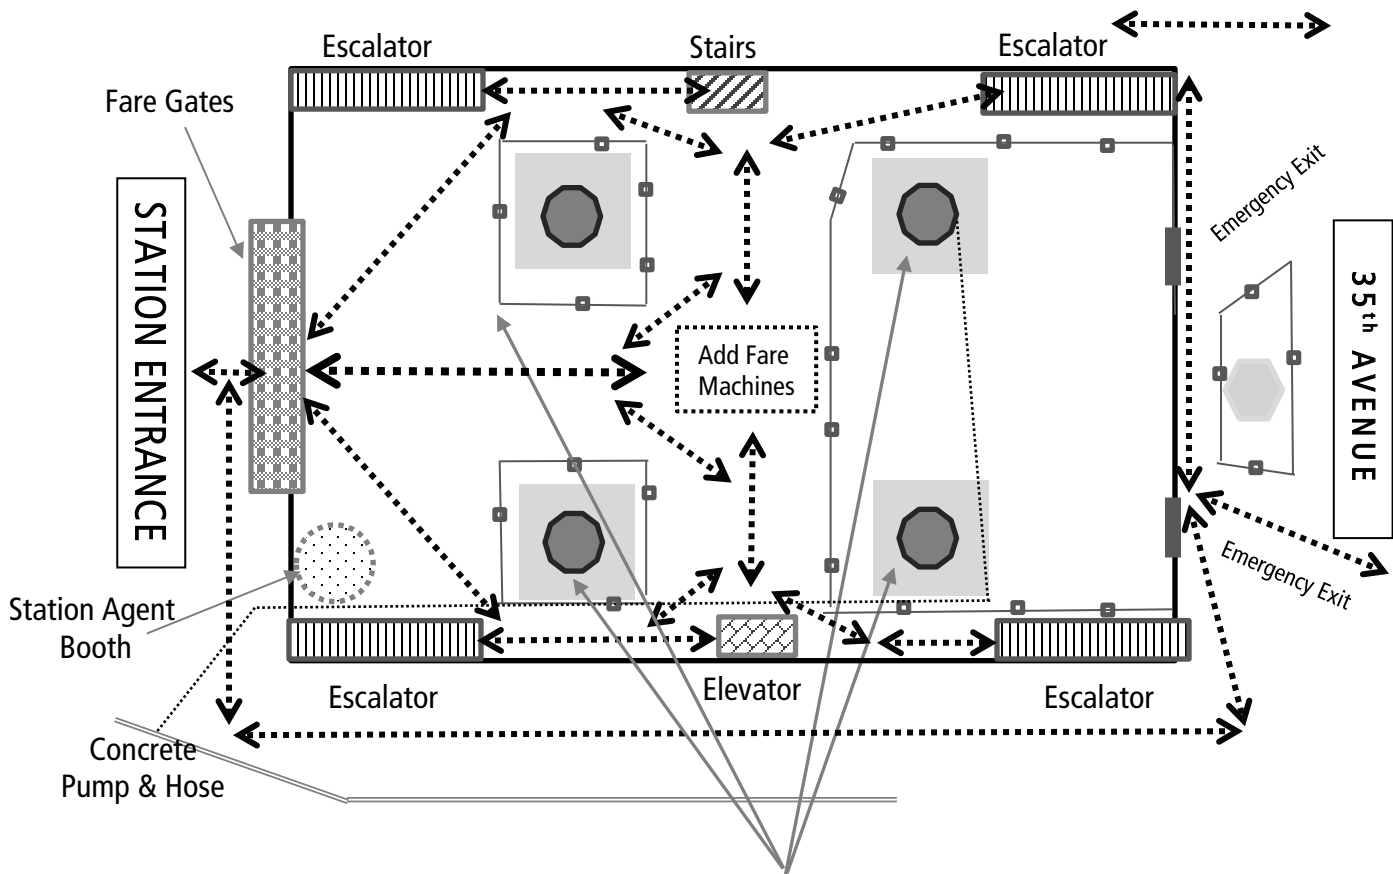 Escalator
Stairs
Escalator
Fare Gates
STATION ENTRANCE
Emergency Exit
35th AVENUE
Add Fare
Machines
Station Agent
Booth
Emergency Exit
Escalator
Elevator
Escalator
Concrete
Pump & Hose